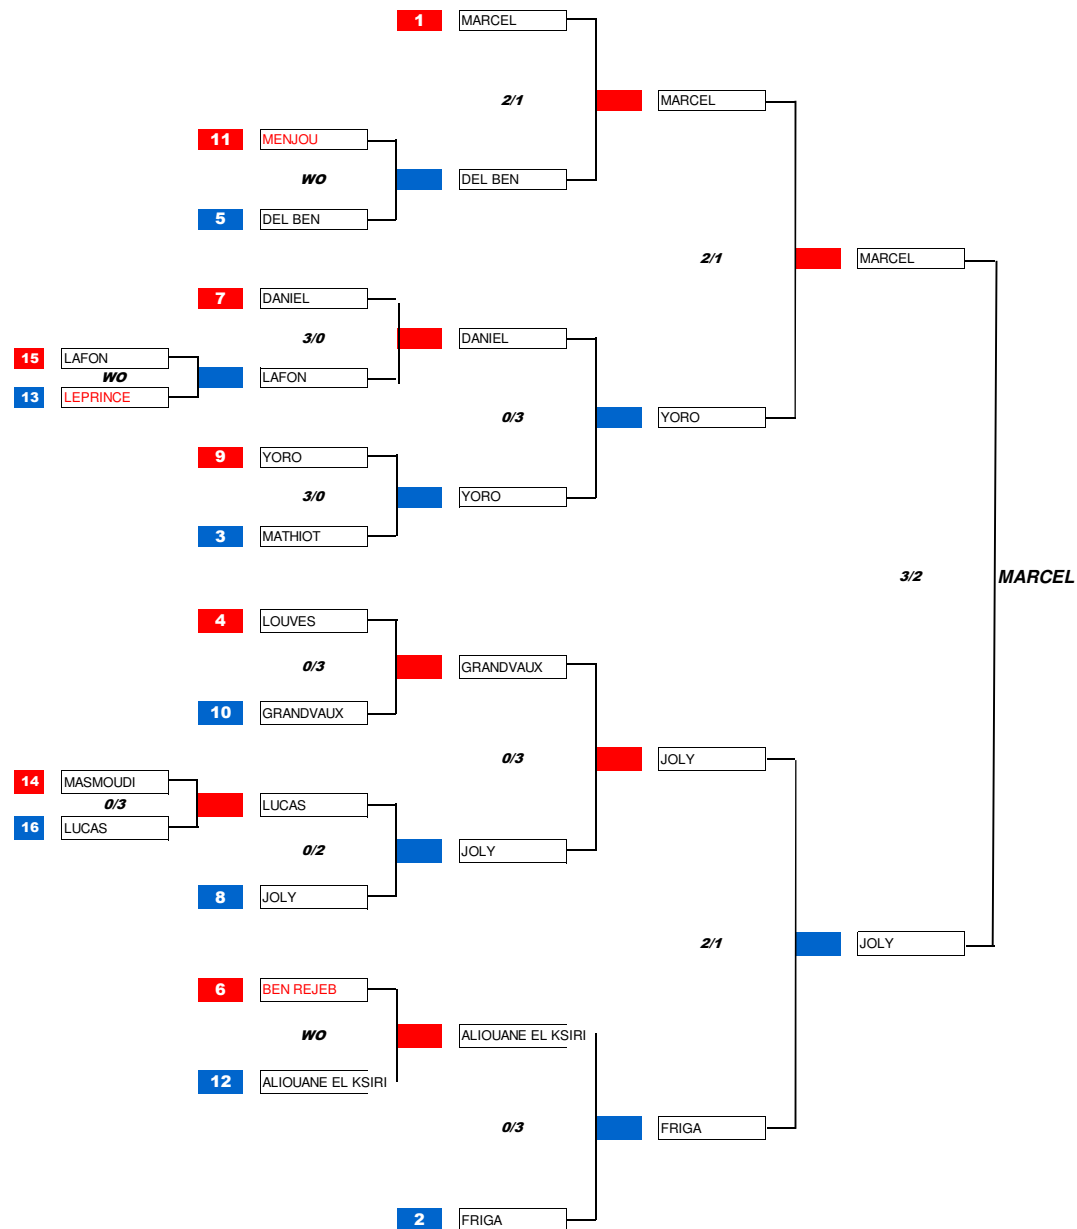 1 MARCEL
2/1 MARCEL
11 MENJOU
WO DEL BEN
5 DEL BEN
2/1 MARCEL
7 DANIEL
3/0 DANIEL
15 LAFON
WO LAFON
13 LEPRINCE
0/3 YORO
9 YORO
3/0 YORO
3 MATHIOT
3/2 MARCEL
4 LOUVES
0/3 GRANDVAUX
10 GRANDVAUX
0/3 JOLY
14 MASMOUDI
0/3 LUCAS
16 LUCAS
0/2 JOLY
8 JOLY
2/1 JOLY
6 BEN REJEB
WO ALIOUANE EL KSIRI
12 ALIOUANE EL KSIRI
0/3 FRIGA
2 FRIGA